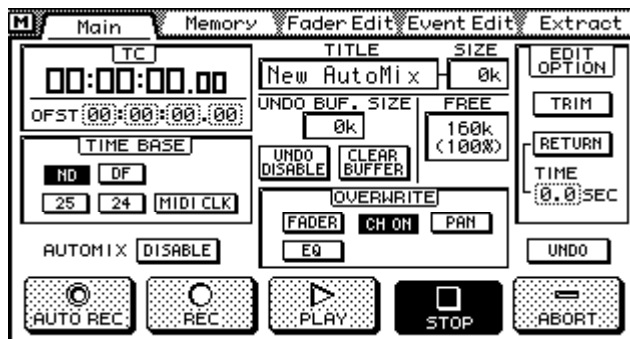 M Main Memory Fader Edit Event Edit Extract
TC
00:00:00.00
OFST 00:00:00.00
TIME BASE
ND DF
25 24 MIDI CLK
AUTOMIX DISABLE
TITLE SIZE
New AutoMix 0k
UNDO BUF. SIZE FREE
0k 160k
(100%)
UNDO DISABLE CLEAR BUFFER
OVERWRITE
FADER CH ON PAN
EQ
EDIT OPTION
TRIM
RETURN
TIME
0.0 SEC
UNDO
AUTO REC REC PLAY STOP ABORT